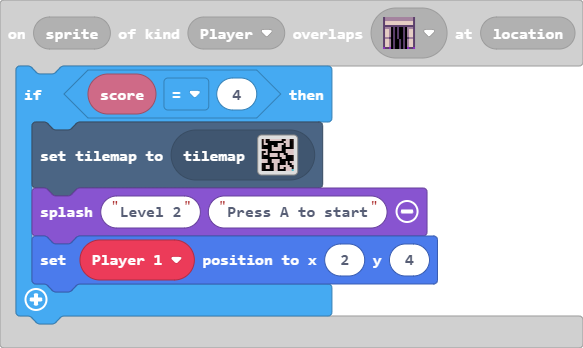 on sprite of kind Player overlaps at location
if score = 4 then
set tilemap to tilemap
splash "Level 2" "Press A to start"
set Player 1 position to x 2 y 4